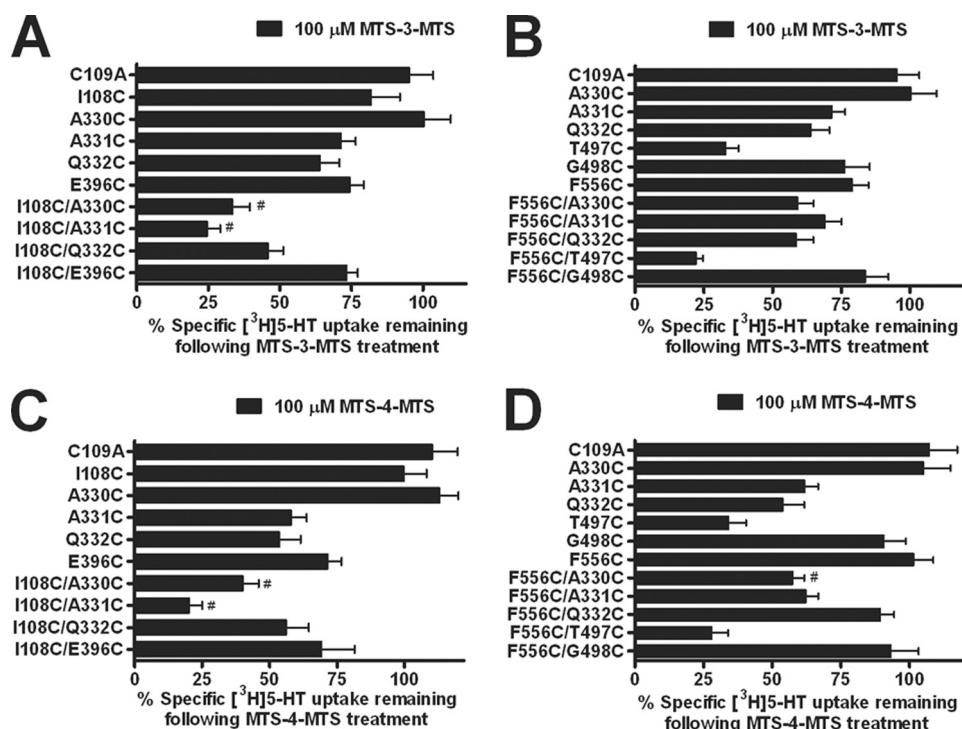 A
100 μM MTS-3-MTS
C109A
I108C
A330C
A331C
Q332C
E396C
I108C/A330C
#
I108C/A331C
#
I108C/Q332C
I108C/E396C
0
25
50
75
100
% Specific [³H]5-HT uptake remaining
following MTS-3-MTS treatment
B
100 μM MTS-3-MTS
C109A
A330C
A331C
Q332C
T497C
G498C
F556C
F556C/A330C
F556C/A331C
F556C/Q332C
F556C/T497C
F556C/G498C
0
25
50
75
100
% Specific [³H]5-HT uptake remaining
following MTS-3-MTS treatment
C
100 μM MTS-4-MTS
C109A
I108C
A330C
A331C
Q332C
E396C
I108C/A330C
#
I108C/A331C
#
I108C/Q332C
I108C/E396C
0
25
50
75
100
% Specific [³H]5-HT uptake remaining
following MTS-4-MTS treatment
D
100 μM MTS-4-MTS
C109A
A330C
A331C
Q332C
T497C
G498C
F556C
F556C/A330C
#
F556C/A331C
F556C/Q332C
F556C/T497C
F556C/G498C
0
25
50
75
100
% Specific [³H]5-HT uptake remaining
following MTS-4-MTS treatment